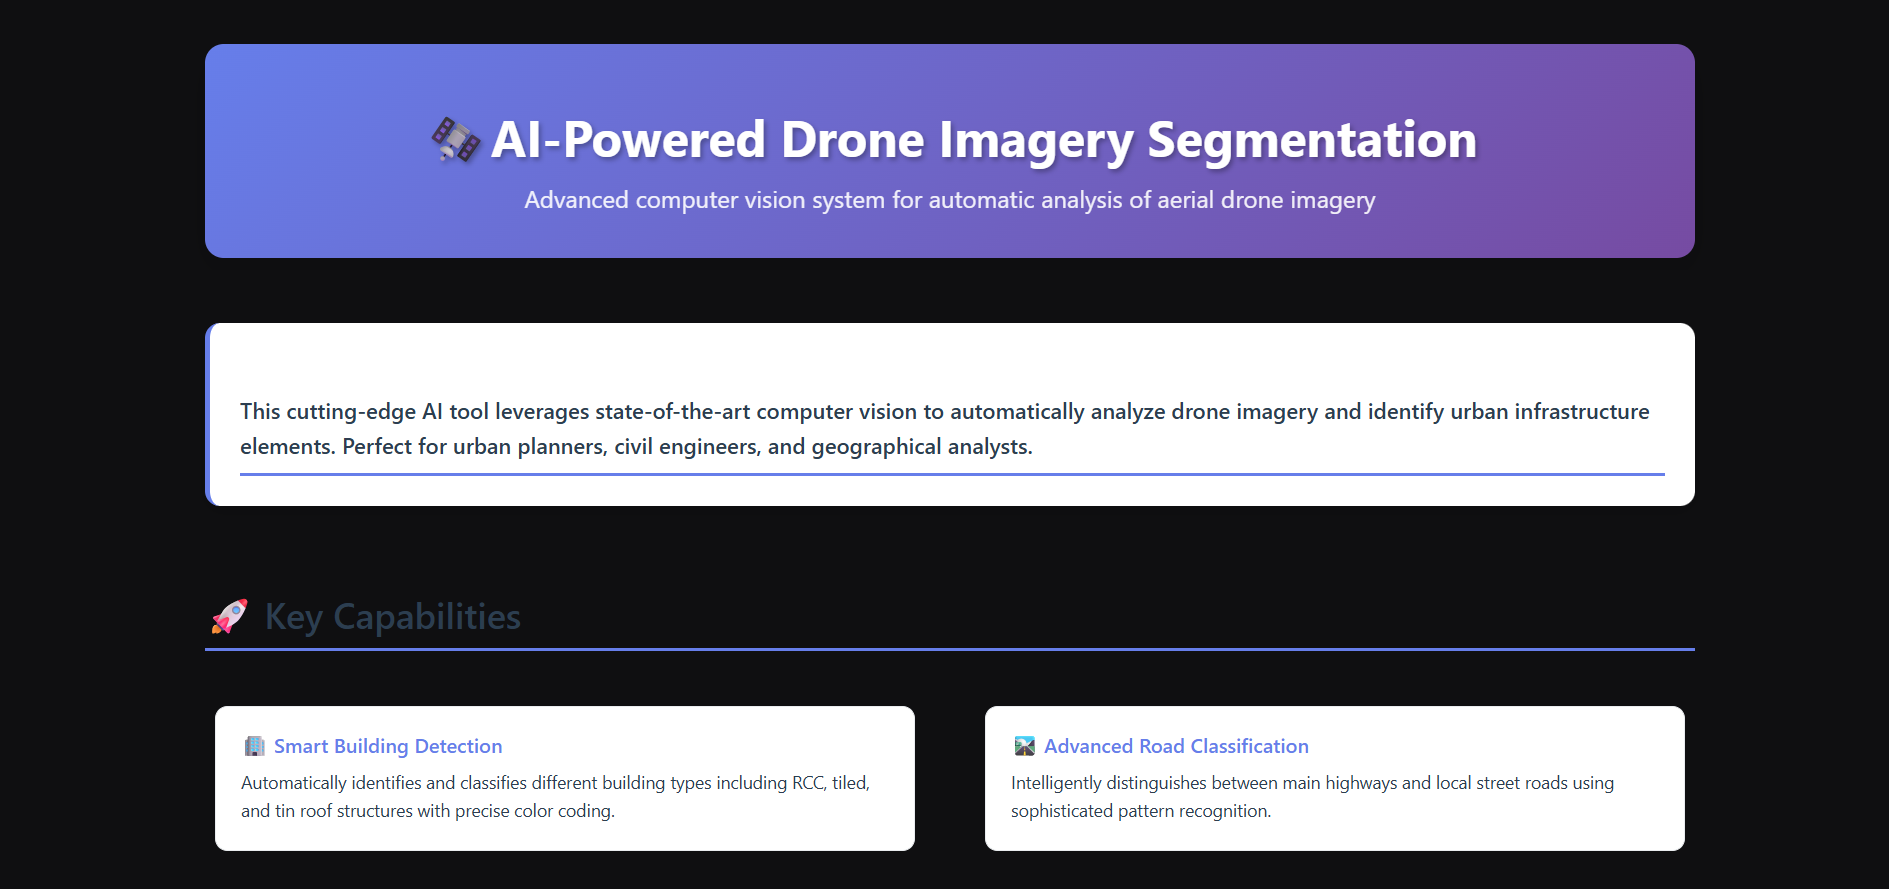 AI-Powered Drone Imagery Segmentation
Advanced computer vision system for automatic analysis of aerial drone imagery
This cutting-edge AI tool leverages state-of-the-art computer vision to automatically analyze drone imagery and identify urban infrastructure
elements. Perfect for urban planners, civil engineers, and geographical analysts.
Key Capabilities
Smart Building Detection
Automatically identifies and classifies different building types including RCC, tiled,
and tin roof structures with precise color coding.
Advanced Road Classification
Intelligently distinguishes between main highways and local street roads using
sophisticated pattern recognition.